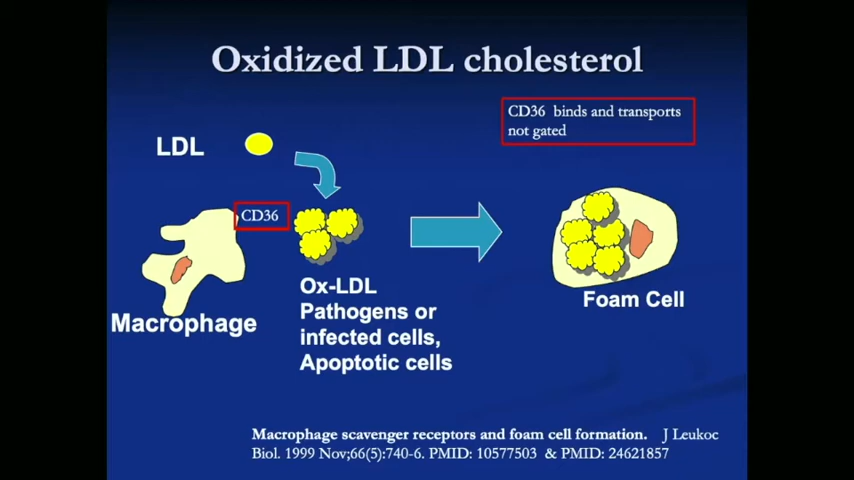 Oxidized LDL cholesterol
CD36 binds and transports
not gated
LDL
CD36
Macrophage
Ox-LDL
Pathogens or
infected cells,
Apoptotic cells
Foam Cell
Macrophage scavenger receptors and foam cell formation. J Leukoc
Biol. 1999 Nov;66(5):740-6. PMID: 10577503 & PMID: 24621857